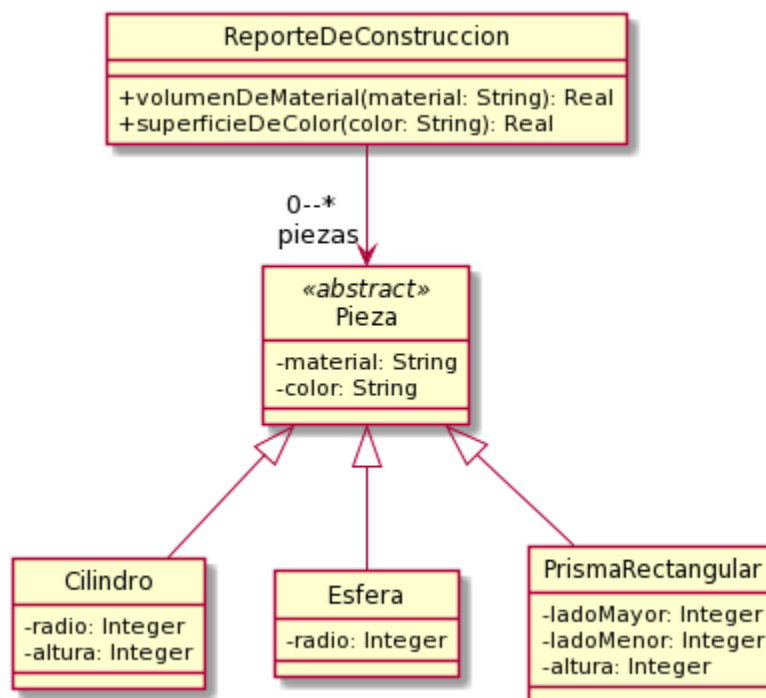 ReporteDeConstruccion
+volumenDeMaterial(material: String): Real
+superficieDeColor(color: String): Real
0--*
piezas
«abstract»
Pieza
-material: String
-color: String
Cilindro
-radio: Integer
-altura: Integer
Esfera
-radio: Integer
PrismaRectangular
-ladoMayor: Integer
-ladoMenor: Integer
-altura: Integer